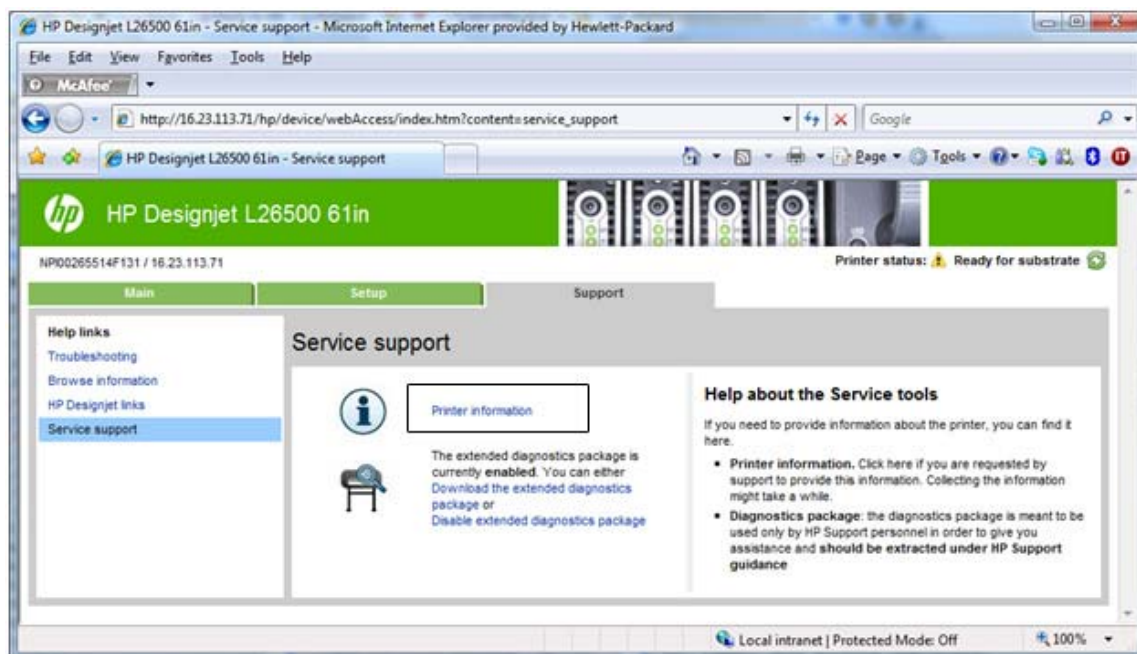 HP Designjet L26500 61in - Service support - Microsoft Internet Explorer provided by Hewlett-Packard
File Edit View Favorites Tools Help
McAfee
http://16.23.113.71/hp/device/webAccess/index.htm?content=service_support
Google
HP Designjet L26500 61in - Service support
Page Tools
hp
HP Designjet L26500 61in
NPI00265514F131 / 16.23.113.71
Printer status: Ready for substrate
Main Setup Support
Help links
Troubleshooting
Browse information
HP Designjet links
Service support
Service support
Printer information
The extended diagnostics package is
currently enabled. You can either
Download the extended diagnostics
package or
Disable extended diagnostics package
Help about the Service tools
If you need to provide information about the printer, you can find it
here.
• Printer information. Click here if you are requested by
support to provide this information. Collecting the information
might take a while.
• Diagnostics package: the diagnostics package is meant to be
used only by HP Support personnel in order to give you
assistance and should be extracted under HP Support
guidance
Local intranet | Protected Mode: Off
100%